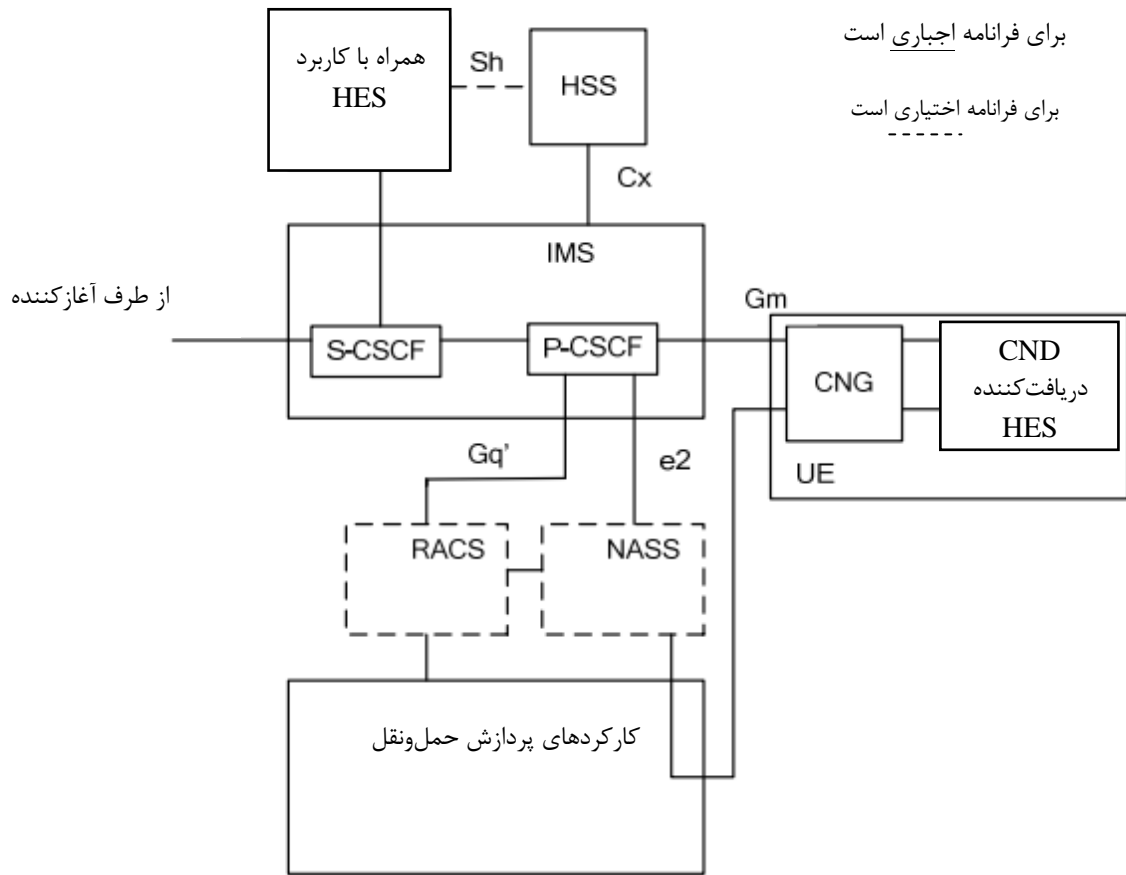 برای فرانامه اجباری است
همراه با کاربرد
HES
Sh
HSS
برای فرانامه اختیاری است
Cx
IMS
از طرف آغازکننده
Gm
S-CSCF
P-CSCF
CNG
CND
دریافت‌کننده
HES
UE
Gq’
e2
RACS
NASS
کارکردهای پردازش حمل‌ونقل